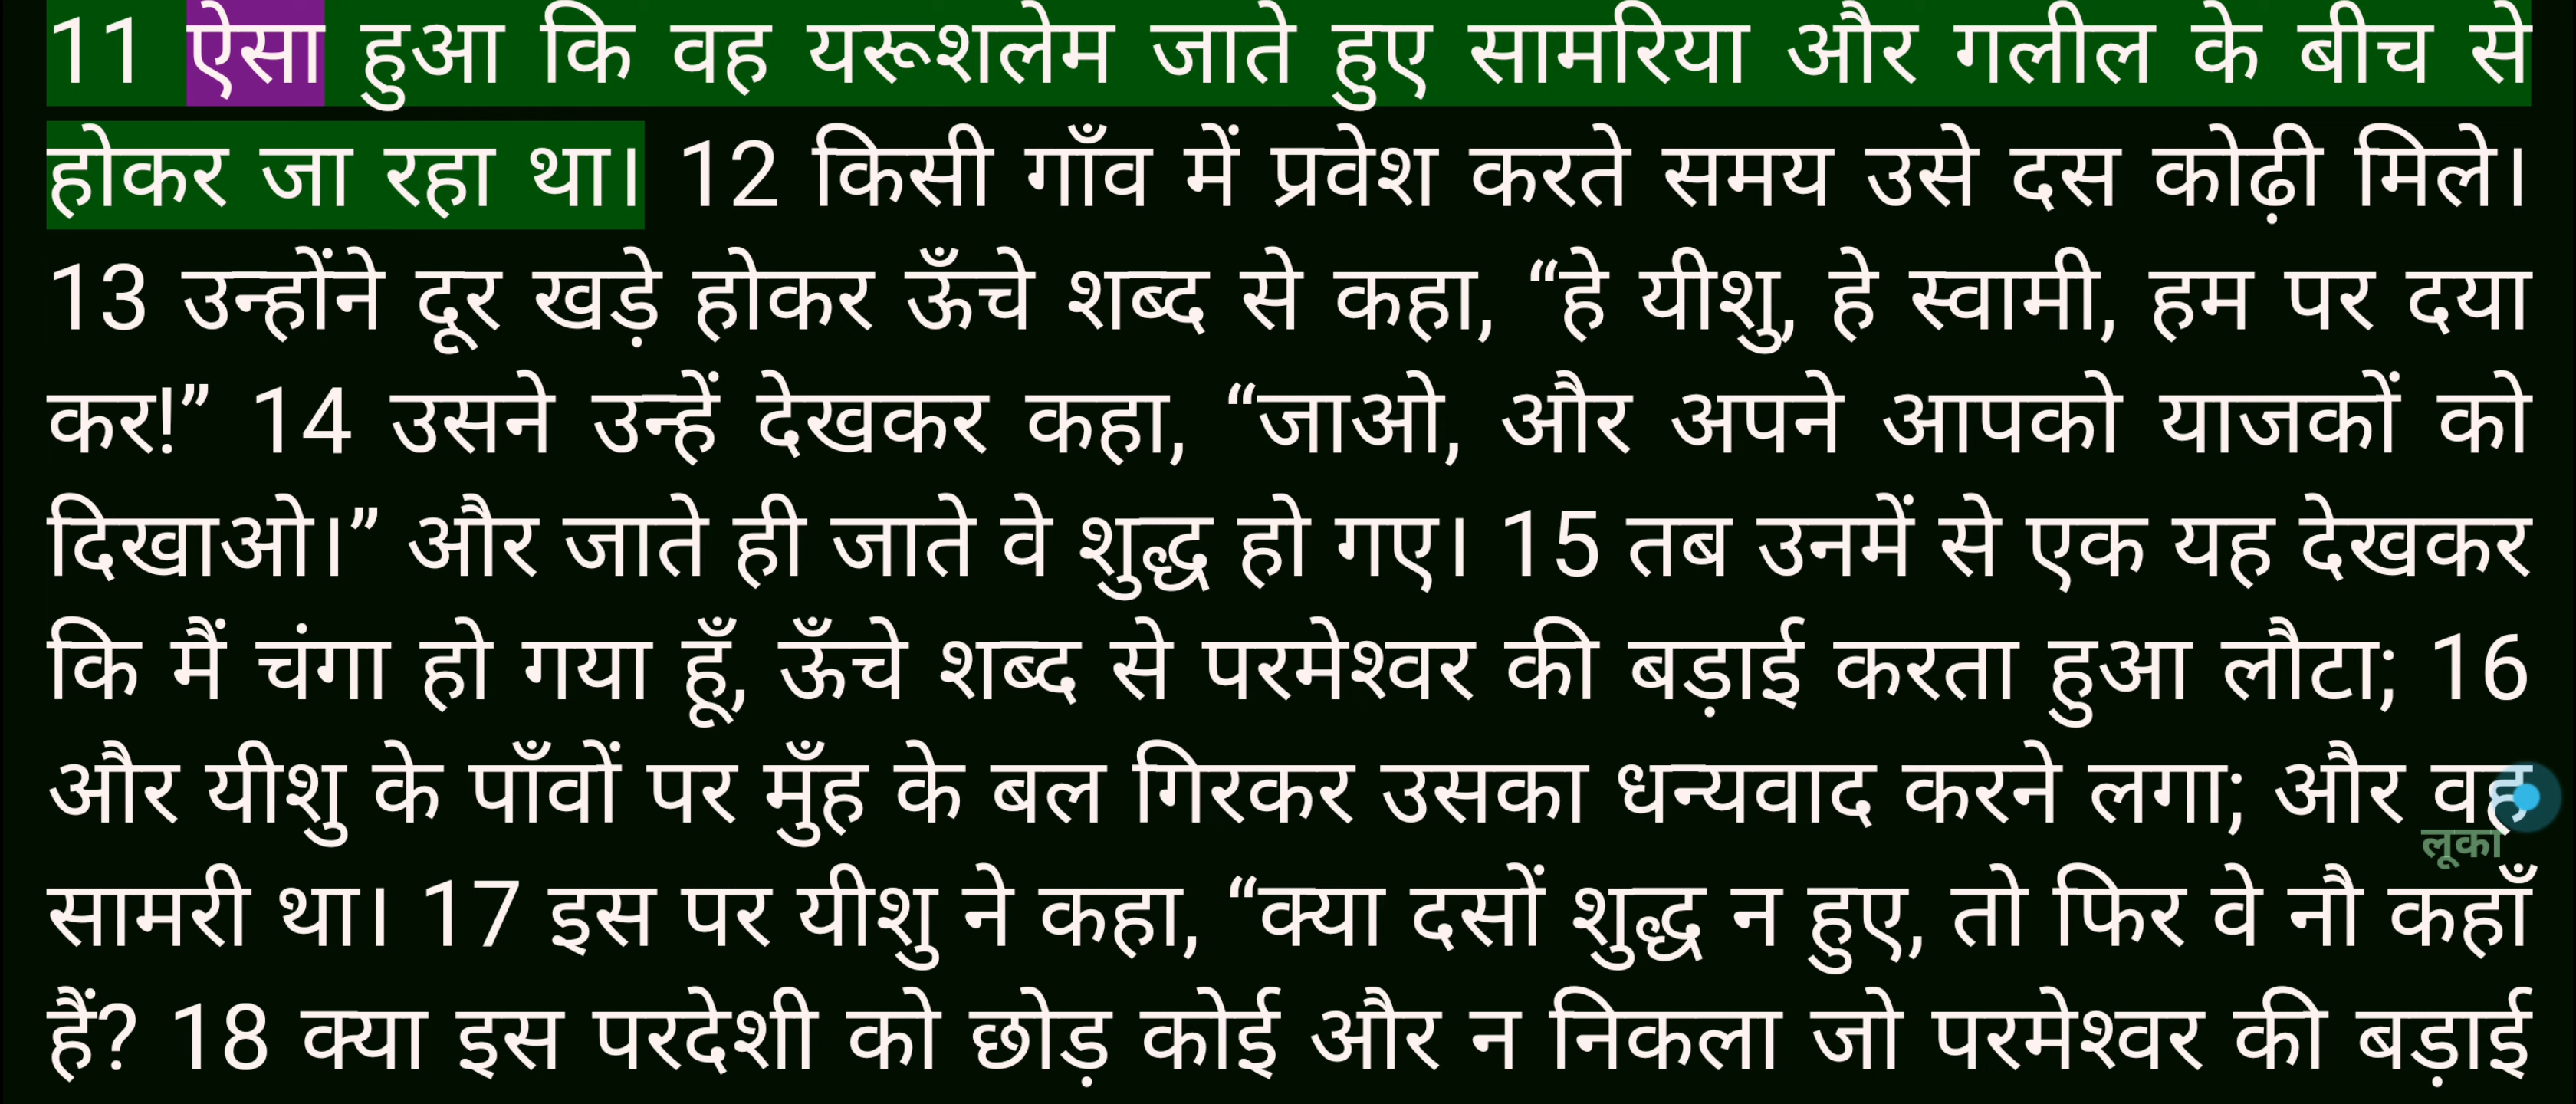 11 ऐसा हुआ कि वह यरूशलेम जाते हुए सामरिया और गलील के बीच से
होकर जा रहा था। 12 किसी गाँव में प्रवेश करते समय उसे दस कोढ़ी मिले।
13 उन्होंने दूर खड़े होकर ऊँचे शब्द से कहा, “हे यीशु, हे स्वामी, हम पर दया
कर!” 14 उसने उन्हें देखकर कहा, “जाओ, और अपने आपको याजकों को
दिखाओ।” और जाते ही जाते वे शुद्ध हो गए। 15 तब उनमें से एक यह देखकर
कि मैं चंगा हो गया हूँ, ऊँचे शब्द से परमेश्वर की बड़ाई करता हुआ लौटा; 16
और यीशु के पाँवों पर मुँह के बल गिरकर उसका धन्यवाद करने लगा; और वह
लूका
सामरी था। 17 इस पर यीशु ने कहा, “क्या दसों शुद्ध न हुए, तो फिर वे नौ कहाँ
हैं? 18 क्या इस परदेशी को छोड़ कोई और न निकला जो परमेश्वर की बड़ाई